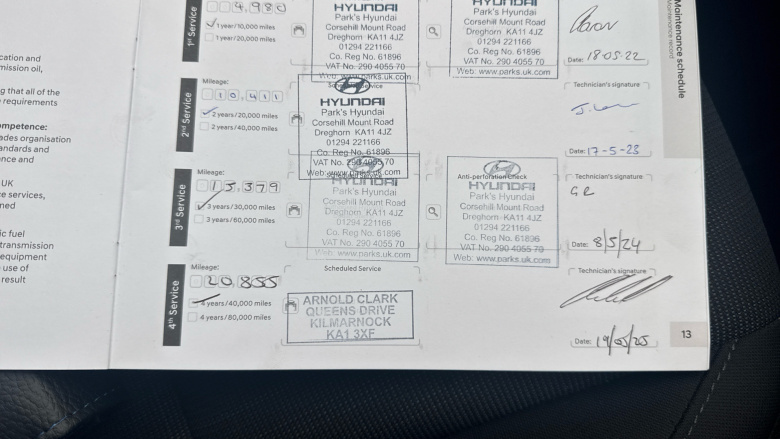 cation and
mission oil,
g that all of the
requirements
mpetence:
ades organisation
andards and
nce and
UK
e services,
ned
ic fuel
transmission
equipment
use of
result
1st Service
4,980
1 year/10,000 miles
1 year/20,000 miles
HYUNDAI
Park's Hyundai
Corsehill Mount Road
Dreghorn KA11 4JZ
01294 221166
Co. Reg No. 61896
VAT No. 290 4055 70
Web: www.parks.uk.com
HYUNDAI
Park's Hyundai
Corsehill Mount Road
Dreghorn KA11 4JZ
01294 221166
Co. Reg No. 61896
VAT No. 290 4055 70
Web: www.parks.uk.com
Date: 18.05.22
Maintenance schedule
Maintenance record
2nd Service
Mileage:
10,411
2 years/20,000 miles
2 years/40,000 miles
HYUNDAI
Park's Hyundai
Corsehill Mount Road
Dreghorn KA11 4JZ
01294 221166
Co. Reg No. 61896
VAT No. 290 4055 70
Web: www.parks.uk.com
Technician's signature
Date: 17-5-23
3rd Service
Mileage:
15,379
3 years/30,000 miles
3 years/60,000 miles
HYUNDAI
Park's Hyundai
Corsehill Mount Road
Dreghorn KA11 4JZ
01294 221166
Co. Reg No. 61896
VAT No. 290 4055 70
Web: www.parks.uk.com
Anti-perforation Check
HYUNDAI
Park's Hyundai
Corsehill Mount Road
Dreghorn KA11 4JZ
01294 221166
Co. Reg No. 61896
VAT No. 290 4055 70
Web: www.parks.uk.com
Technician's signature
GR
Date: 8/5/24
4th Service
Mileage:
20,855
4 years/40,000 miles
4 years/80,000 miles
Scheduled Service
ARNOLD CLARK
QUEENS DRIVE
KILMARNOCK
KA1 3XF
Technician's signature
Date: 19/05/25
13